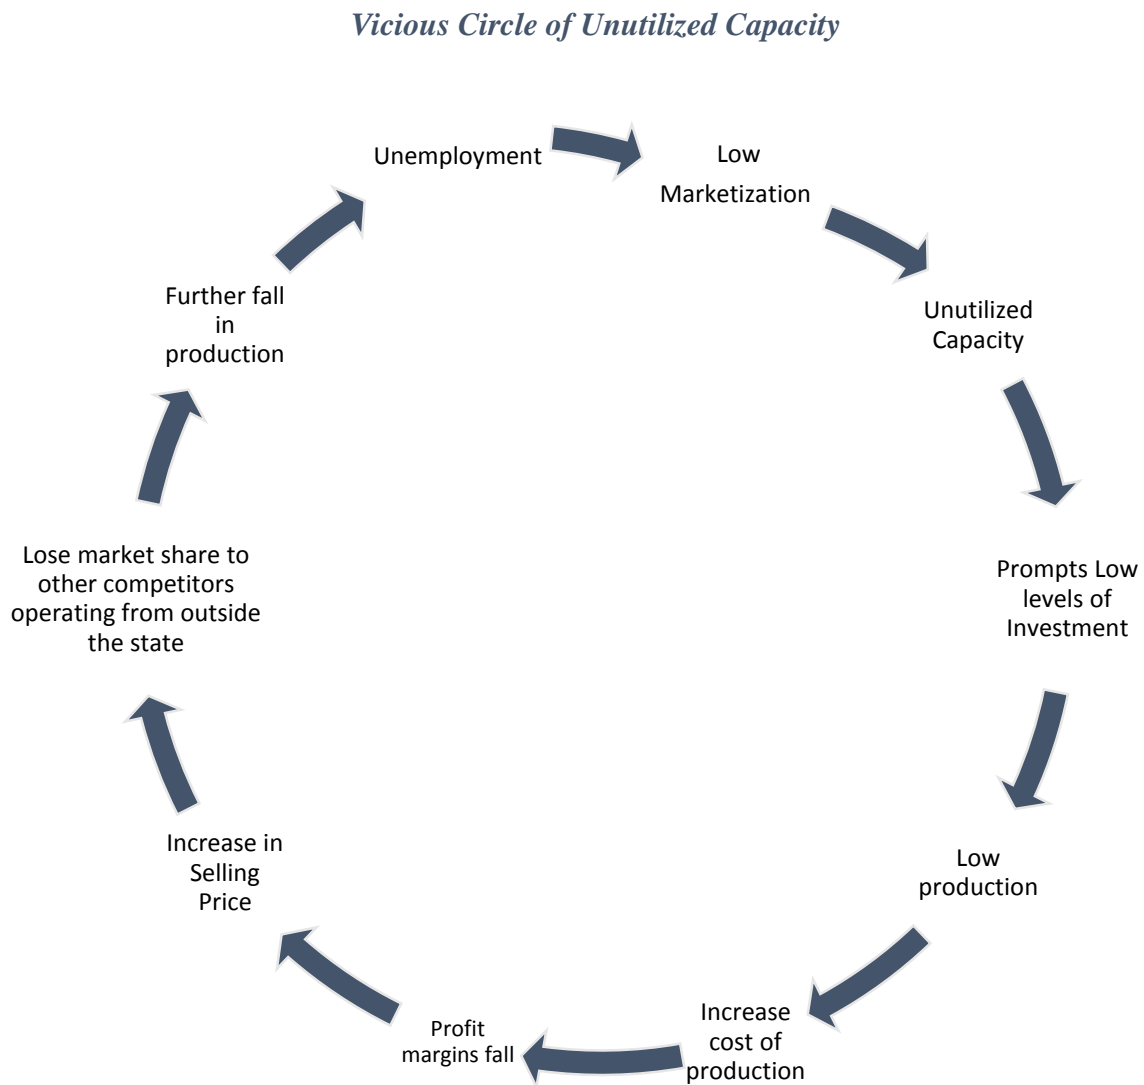 Vicious Circle of Unutilized Capacity
Unemployment
Low
Marketization
Unutilized
Capacity
Prompts Low
levels of
Investment
Low
production
Increase
cost of
production
Profit
margins fall
Increase in
Selling
Price
Lose market share to
other competitors
operating from outside
the state
Further fall
in
production